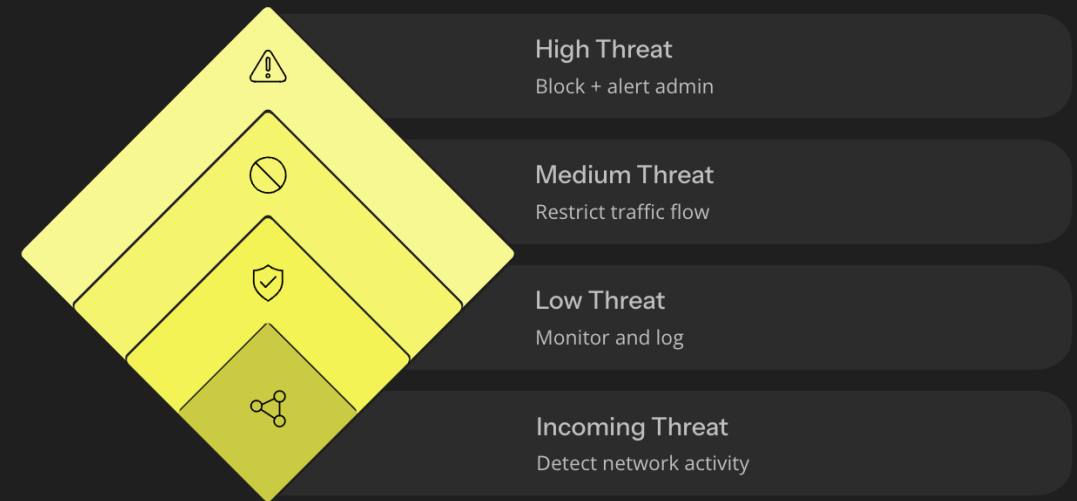 High Threat
Block + alert admin
Medium Threat
Restrict traffic flow
Low Threat
Monitor and log
Incoming Threat
Detect network activity